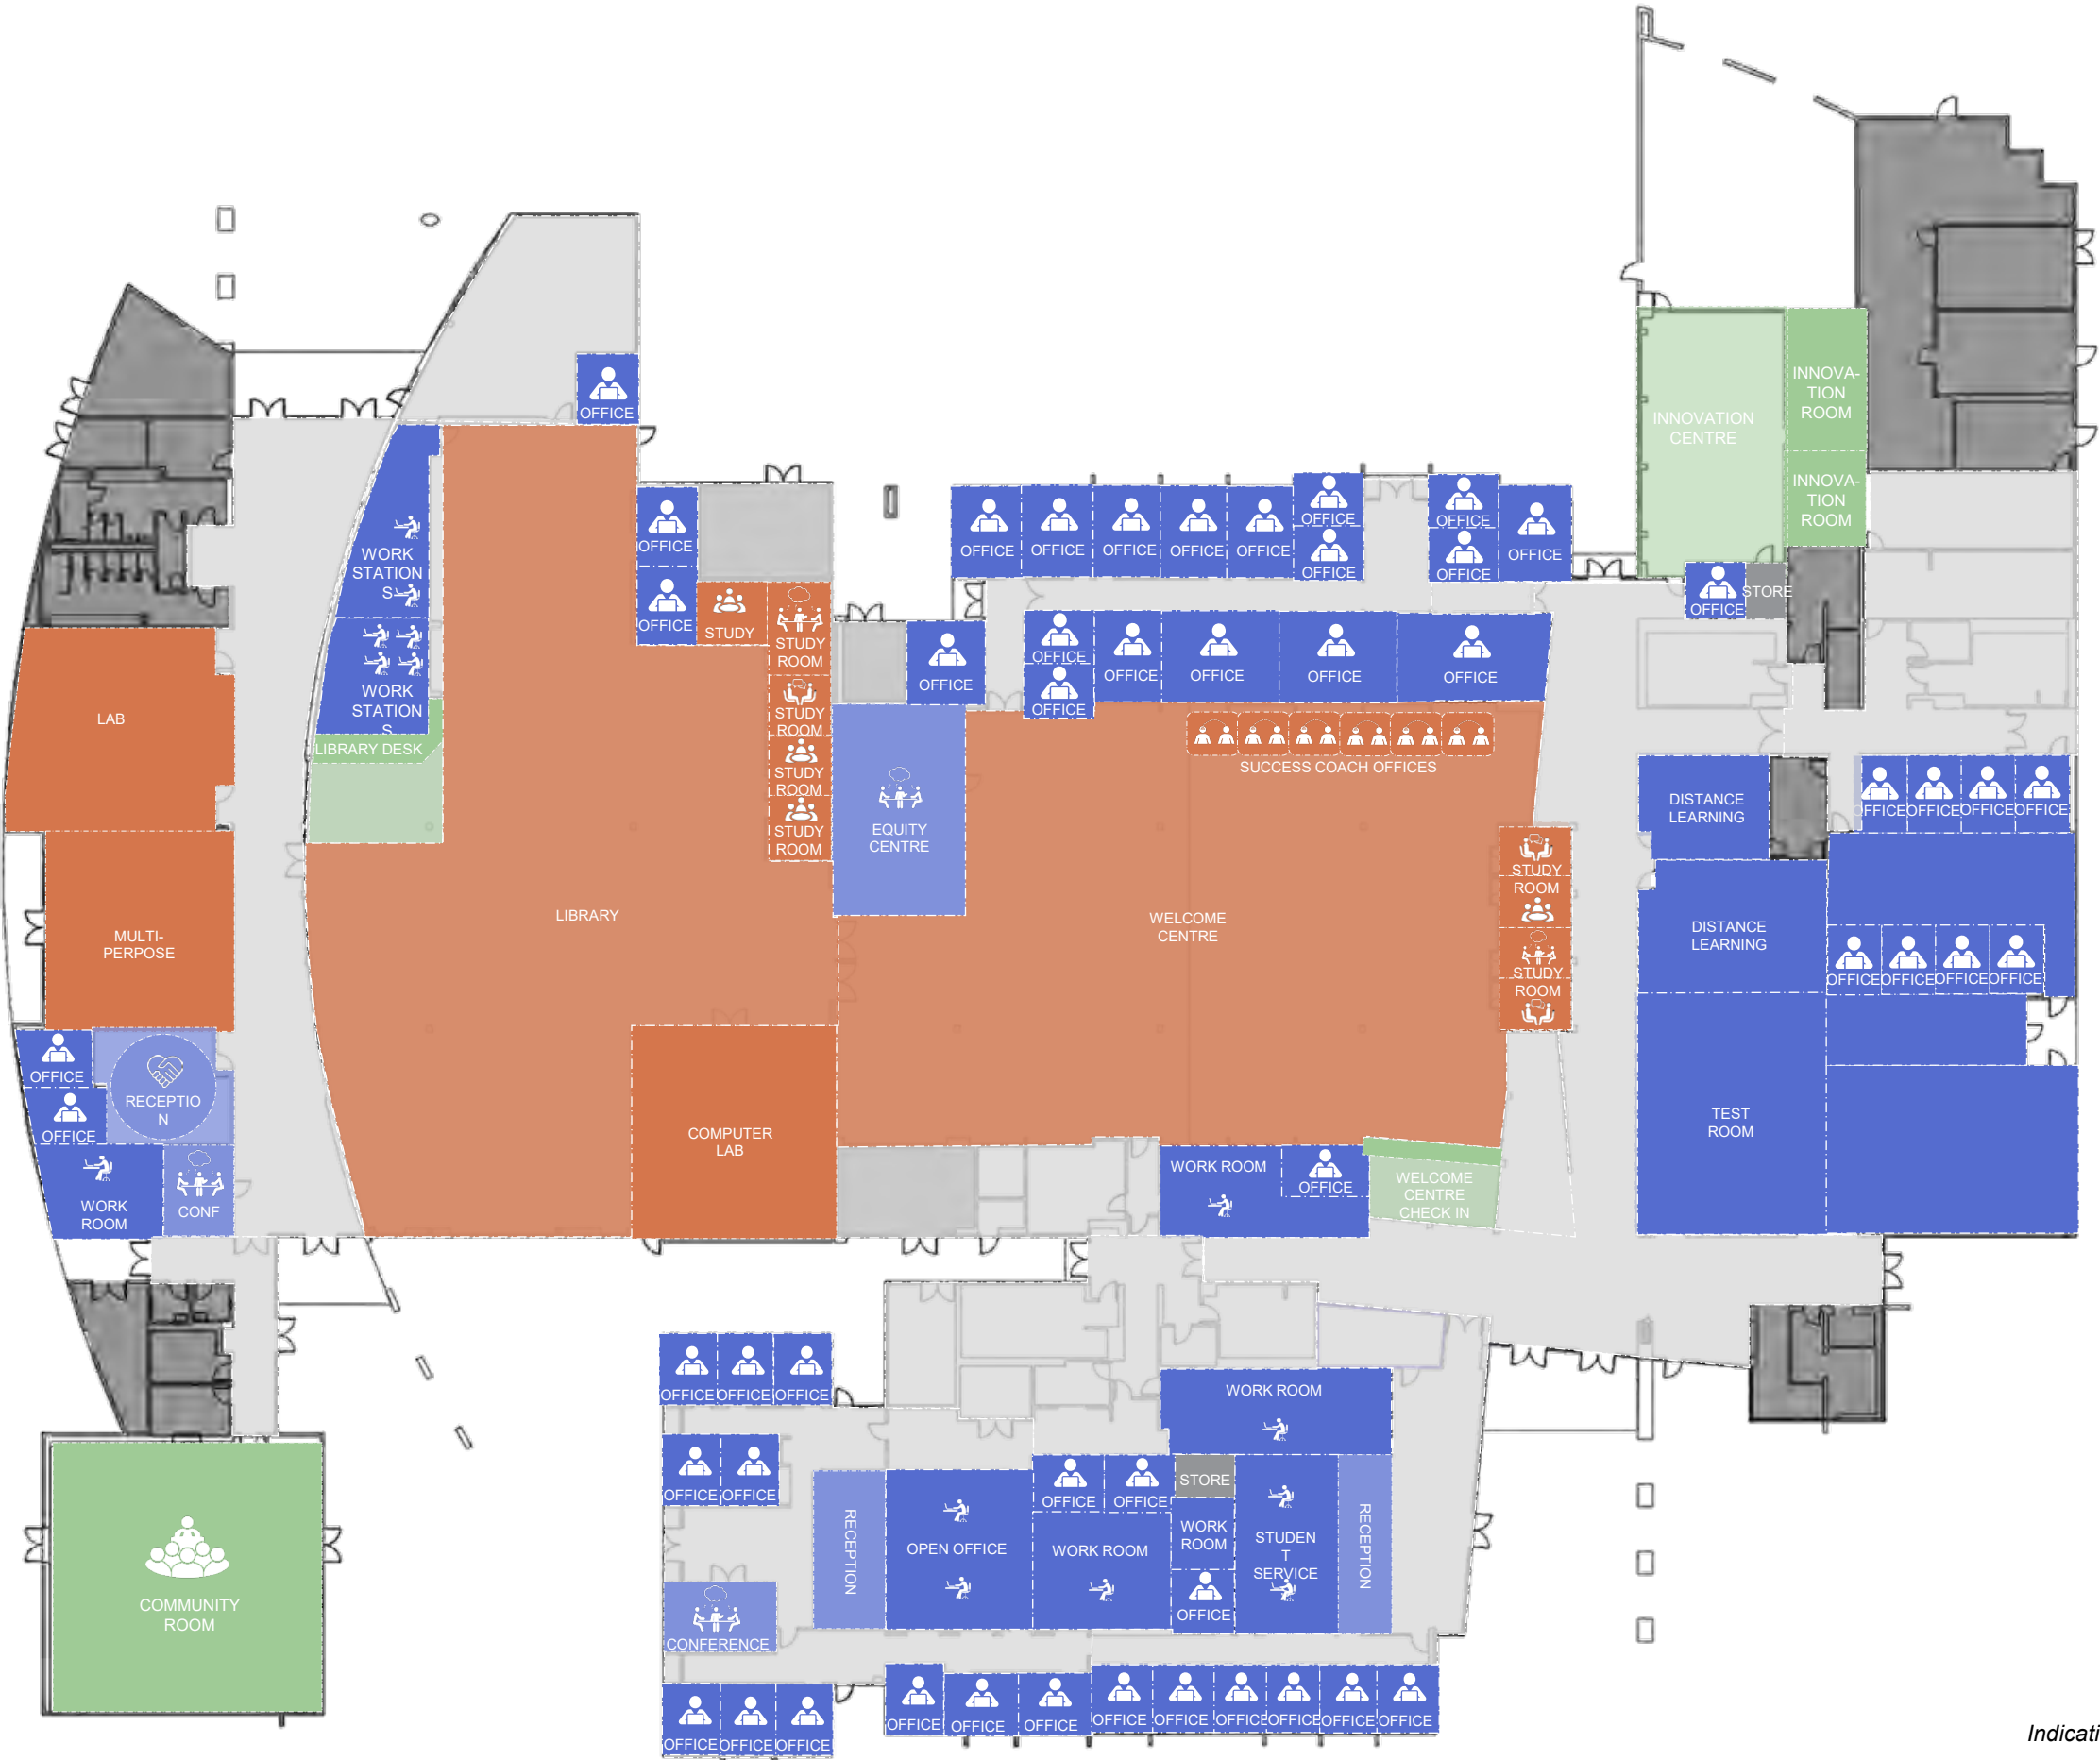 OFFICE
INNOVA-
TION
ROOM
INNOVATION
CENTRE
INNOVA-
TION
ROOM
OFFICE
OFFICE
OFFICE
OFFICE
OFFICE
OFFICE
OFFICE
OFFICE
OFFICE
OFFICE
OFFICE
OFFICE
OFFICE
WORK
STATION
S
STORE
OFFICE
OFFICE
STUDY
STUDY
ROOM
OFFICE
OFFICE
OFFICE
OFFICE
OFFICE
OFFICE
OFFICE
WORK
STATION
S
LAB
STUDY
ROOM
LIBRARY DESK
SUCCESS COACH OFFICES
STUDY
ROOM
DISTANCE
LEARNING
OFFICE
OFFICE
OFFICE
OFFICE
STUDY
ROOM
EQUITY
CENTRE
STUDY
ROOM
LIBRARY
WELCOME
CENTRE
DISTANCE
LEARNING
MULTI-
PERPOSE
STUDY
ROOM
OFFICE
OFFICE
OFFICE
OFFICE
OFFICE
RECEPTIO
N
OFFICE
COMPUTER
LAB
TEST
ROOM
WORK ROOM
OFFICE
WELCOME
CENTRE
CHECK IN
WORK
ROOM
CONF
OFFICE
OFFICE
OFFICE
WORK ROOM
OFFICE
OFFICE
OFFICE
OFFICE
STORE
RECEPTION
OPEN OFFICE
WORK ROOM
WORK
ROOM
STUDEN
T
SERVICE
RECEPTION
OFFICE
COMMUNITY
ROOM
CONFERENCE
OFFICE
OFFICE
OFFICE
OFFICE
OFFICE
OFFICE
OFFICE
OFFICE
OFFICE
OFFICE
OFFICE
OFFICE
Indicati